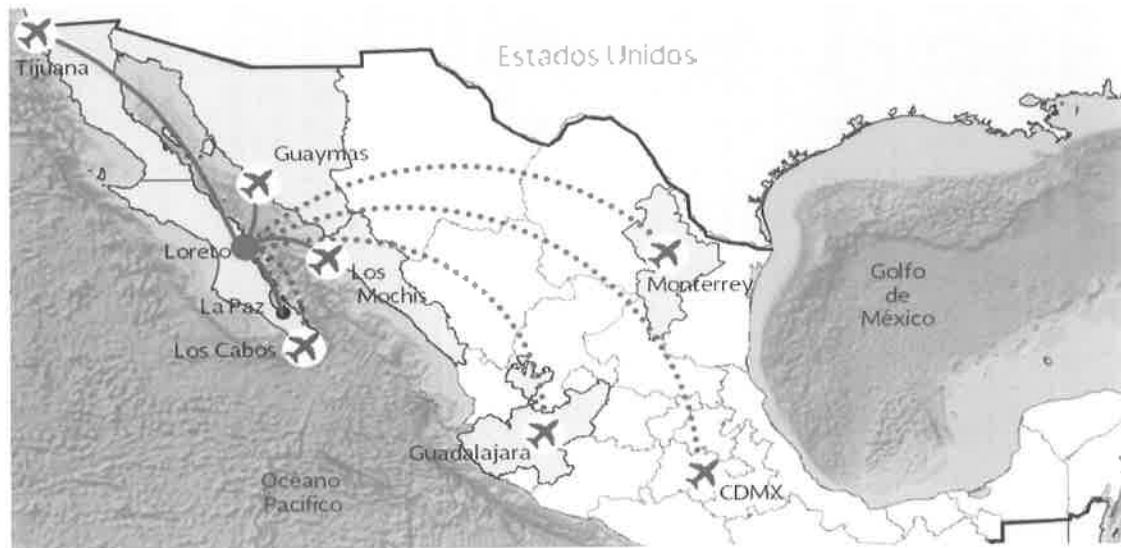 Estados Unidos
Tijuana
Guaymas
Loreto
Los
Mochis
Monterrey
Golfo
de
México
La Paz
Los Cabos
Guadalajara
CDMX
Océano
Pacífico